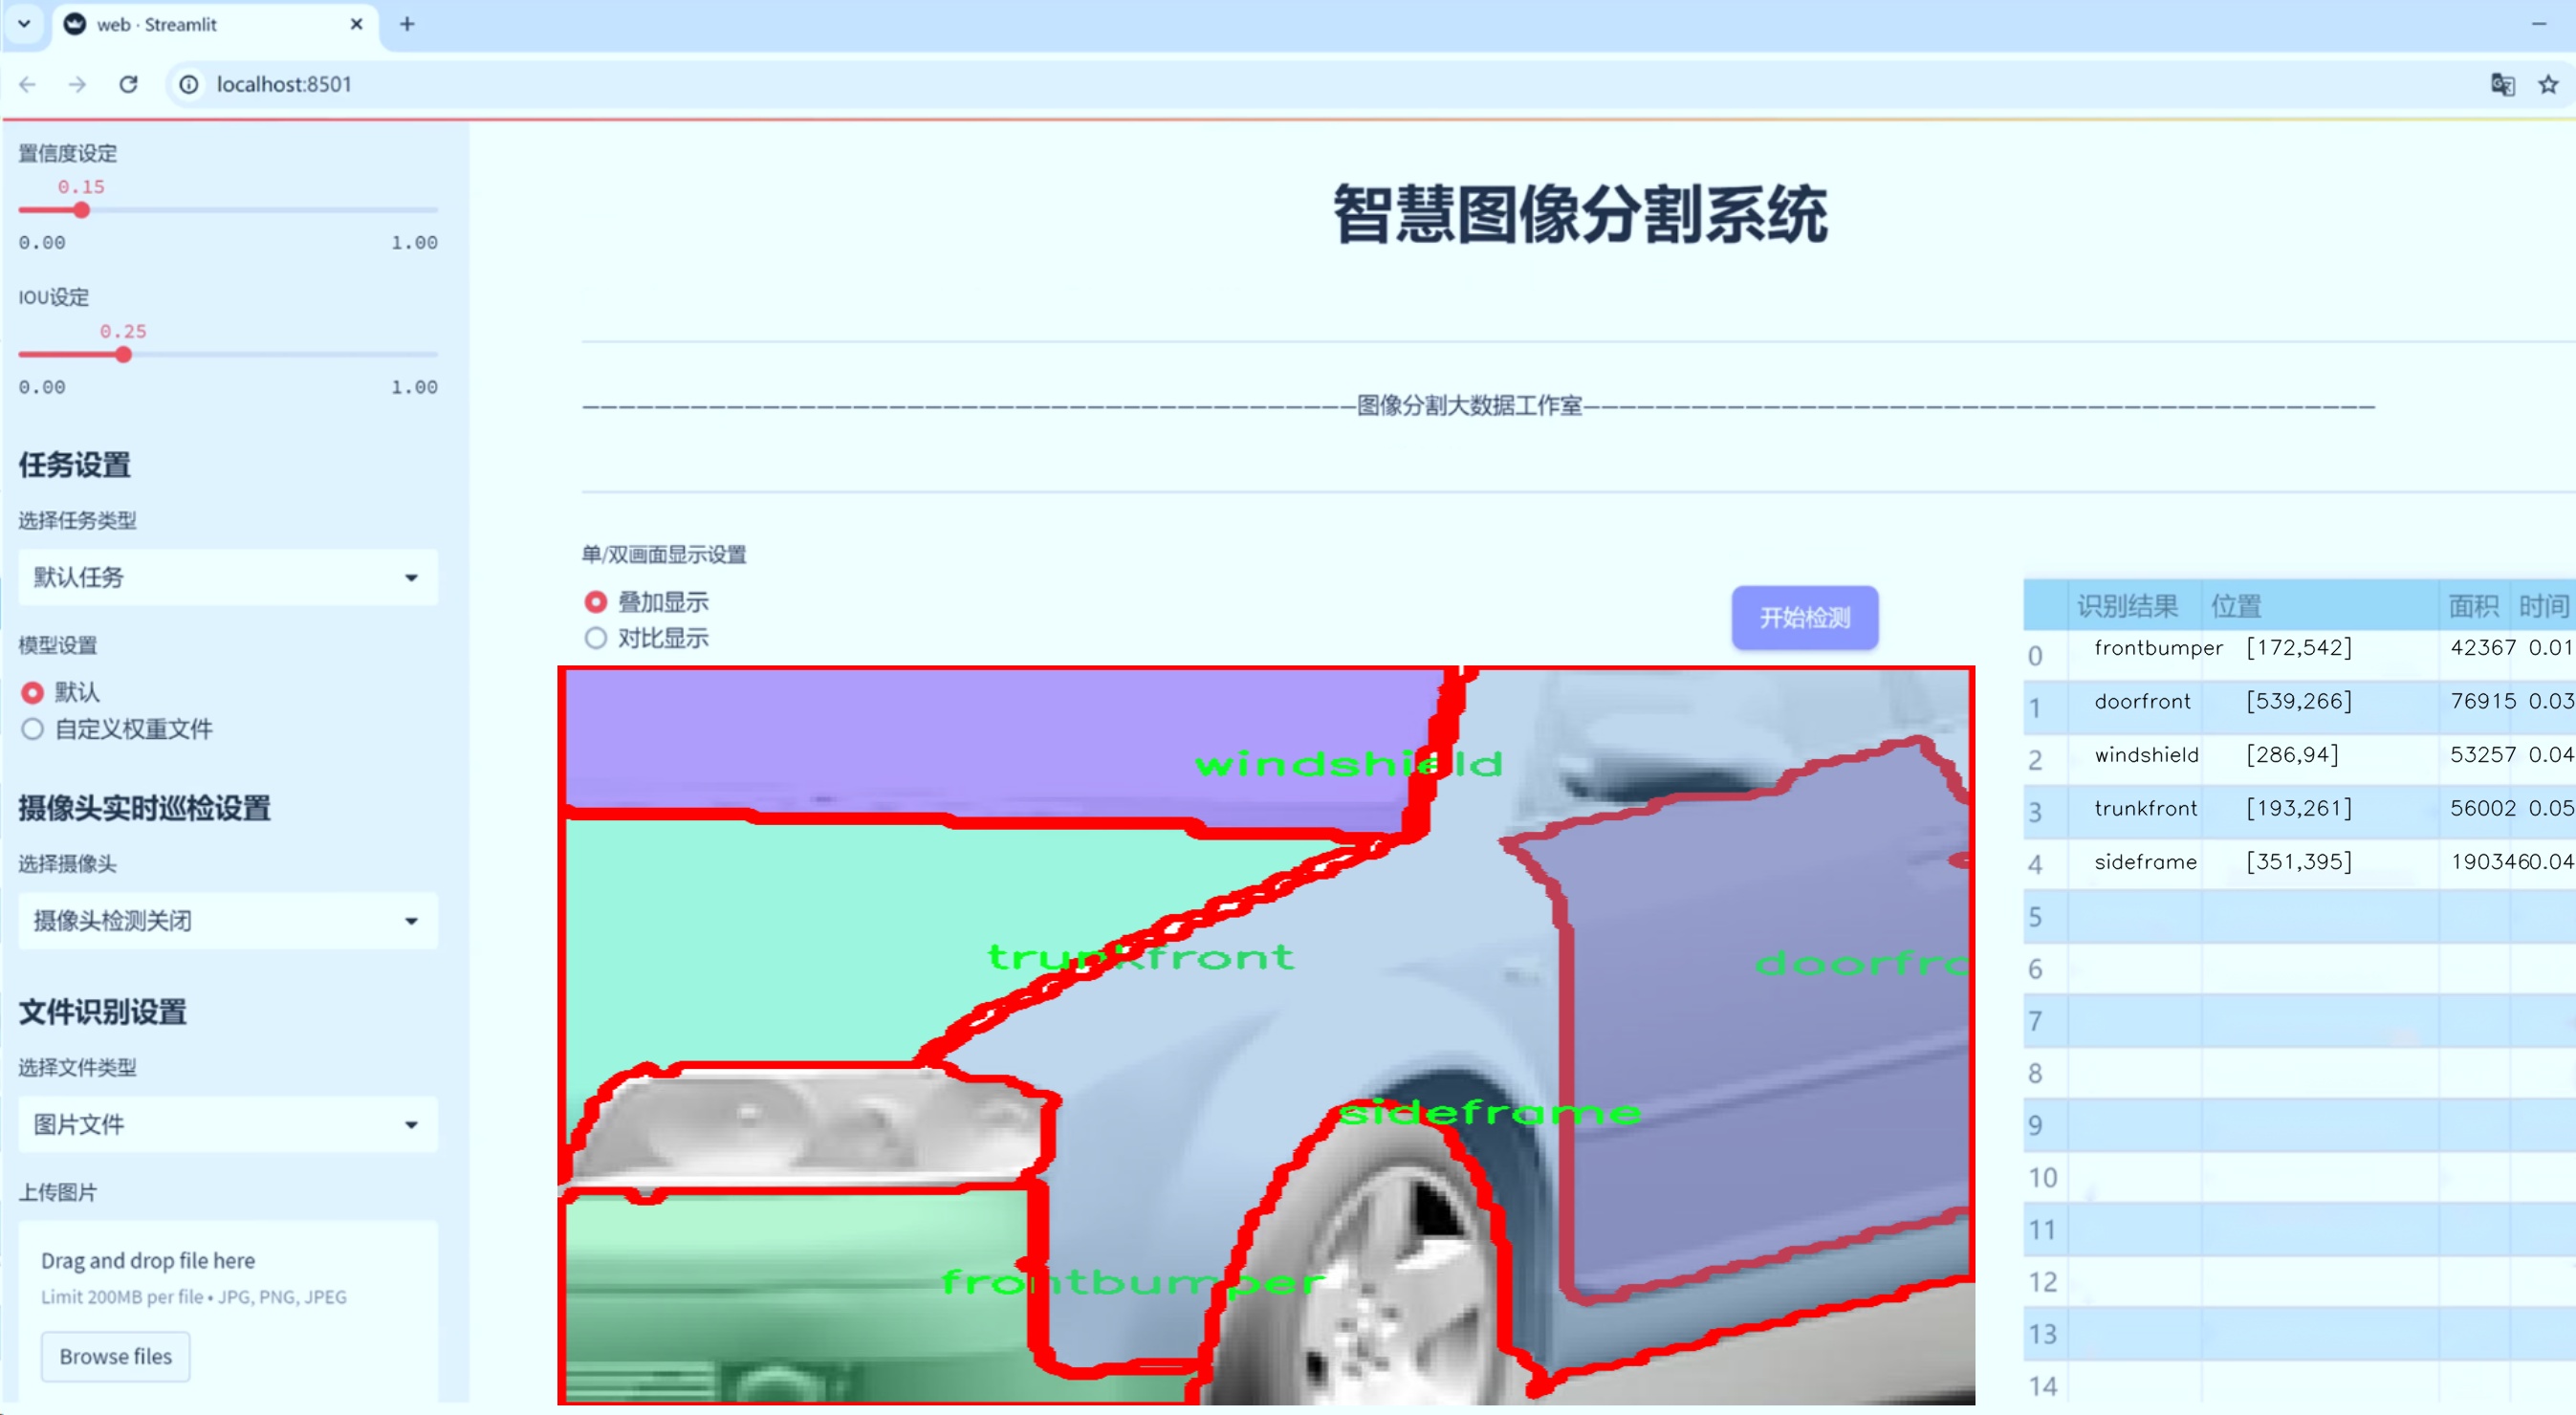 web · Streamlit
localhost:8501
置信度设定
0.15
0.00 1.00
IOU设定
0.25
0.00 1.00
任务设置
选择任务类型
默认任务
模型设置
默认
自定义权重文件
摄像头实时巡检设置
选择摄像头
摄像头检测关闭
文件识别设置
选择文件类型
图片文件
上传图片
Drag and drop file here
Limit 200MB per file • JPG, PNG, JPEG
Browse files
智慧图像分割系统
图像分割大数据工作室
单/双画面显示设置
叠加显示
对比显示
开始检测
windshield
trunkfront
doorfro
sideframe
frontbumper
识别结果 位置 面积 时间
0 frontbumper [172,542] 42367 0.01
1 doorfront [539,266] 76915 0.03
2 windshield [286,94] 53257 0.04
3 trunkfront [193,261] 56002 0.05
4 sideframe [351,395] 190346 0.04
5
6
7
8
9
10
11
12
13
14